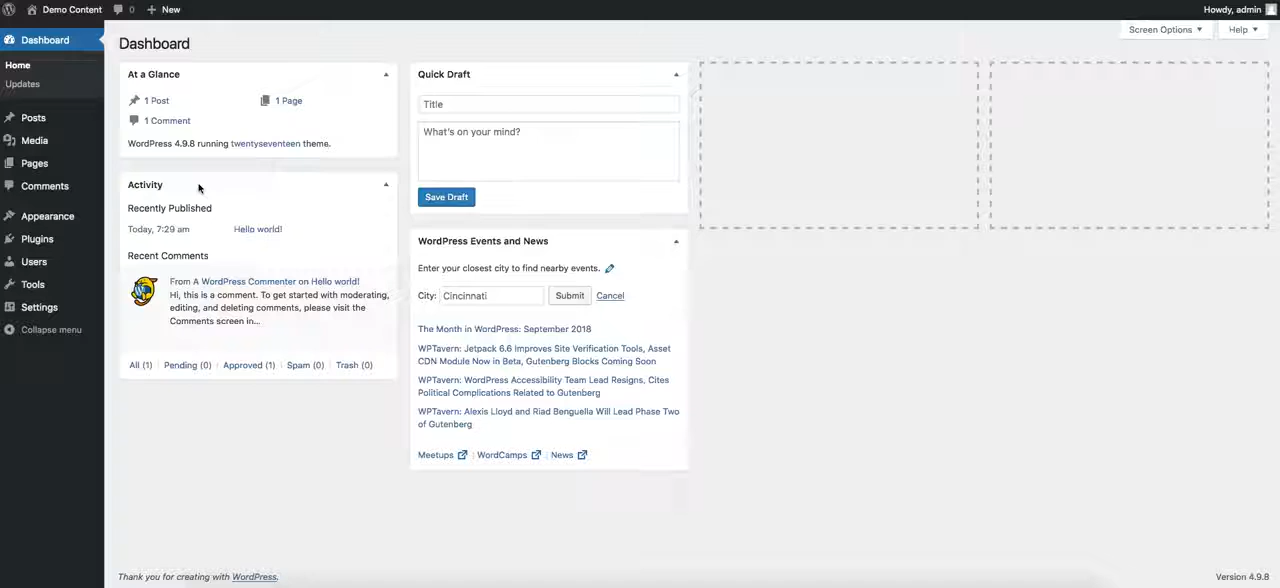 Demo Content 0 New Howdy, admin
Dashboard
Home
Updates
Posts
Media
Pages
Comments
Appearance
Plugins
Users
Tools
Settings
Collapse menu
Screen Options Help
Dashboard
At a Glance
1 Post 1 Page
1 Comment
WordPress 4.9.8 running twentyseventeen theme.
Activity
Recently Published
Today, 7:29 am Hello world!
Recent Comments
From A WordPress Commenter on Hello world!
Hi, this is a comment. To get started with moderating,
editing, and deleting comments, please visit the
Comments screen in...
All (1) Pending (0) Approved (1) Spam (0) Trash (0)
Quick Draft
Title
What's on your mind?
Save Draft
WordPress Events and News
Enter your closest city to find nearby events.
City: Cincinnati Submit Cancel
The Month in WordPress: September 2018
WPTavern: Jetpack 6.6 Improves Site Verification Tools, Asset
CDN Module Now in Beta, Gutenberg Blocks Coming Soon
WPTavern: WordPress Accessibility Team Lead Resigns, Cites
Political Complications Related to Gutenberg
WPTavern: Alexis Lloyd and Riad Benguella Will Lead Phase Two
of Gutenberg
Meetups WordCamps News
Thank you for creating with WordPress. Version 4.9.8